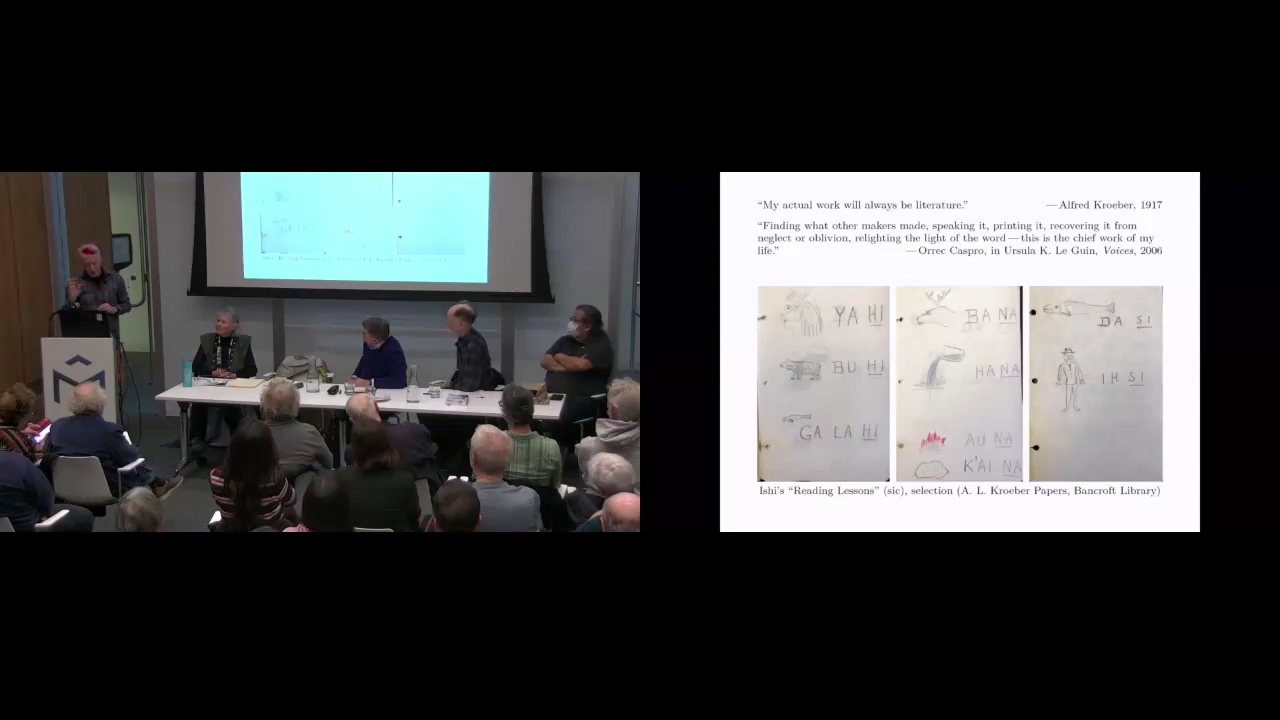 “My actual work will always be literature.” — Alfred Kroeber, 1917
“Finding what other makers made, speaking it, printing it, recovering it from
neglect or oblivion, relighting the light of the word — this is the chief work of my
life.” — Orrec Caspro, in Ursula K. Le Guin, Voices, 2006
YA HI
BU HI
GA LA HI
BA NA
HA NA
AU NA
K'AI NA
DA SI
IH SI
Ishi's “Reading Lessons” (sic), selection (A. L. Kroeber Papers, Bancroft Library)